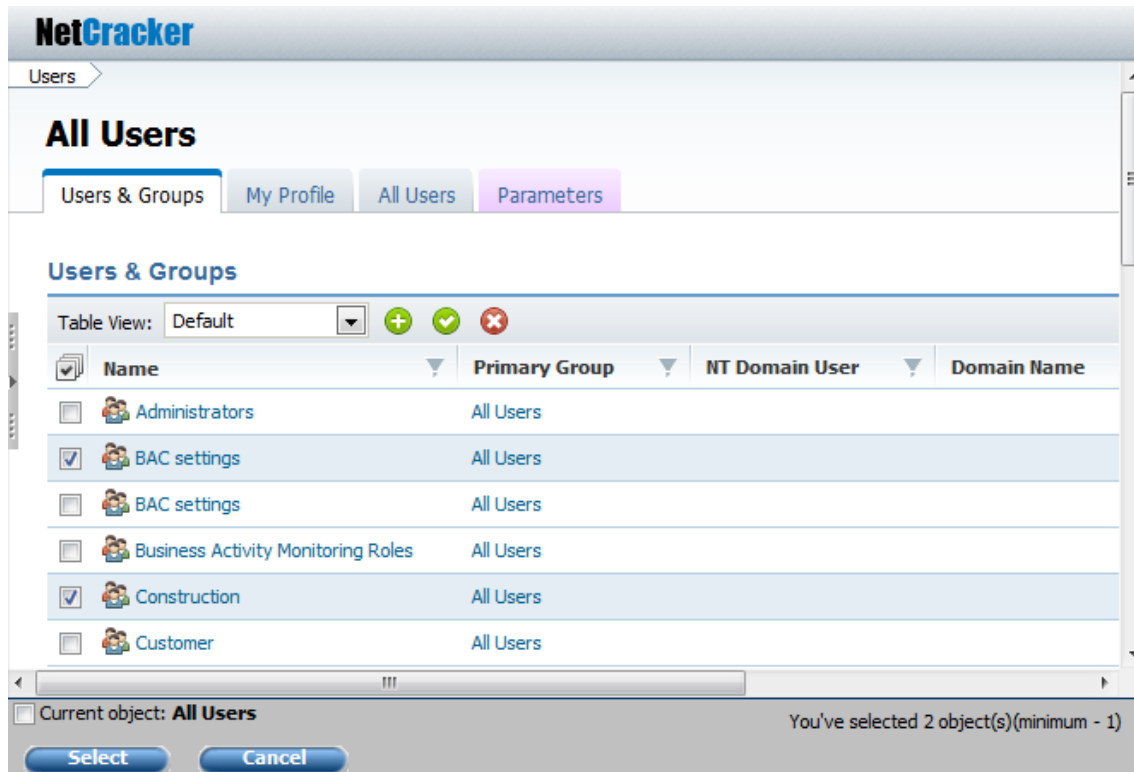 NetCracker
Users
All Users
Users & Groups My Profile All Users Parameters
Users & Groups
Table View: Default
Name Primary Group NT Domain User Domain Name
Administrators All Users
BAC settings All Users
BAC settings All Users
Business Activity Monitoring Roles All Users
Construction All Users
Customer All Users
Current object: All Users You've selected 2 object(s)(minimum - 1)
Select Cancel